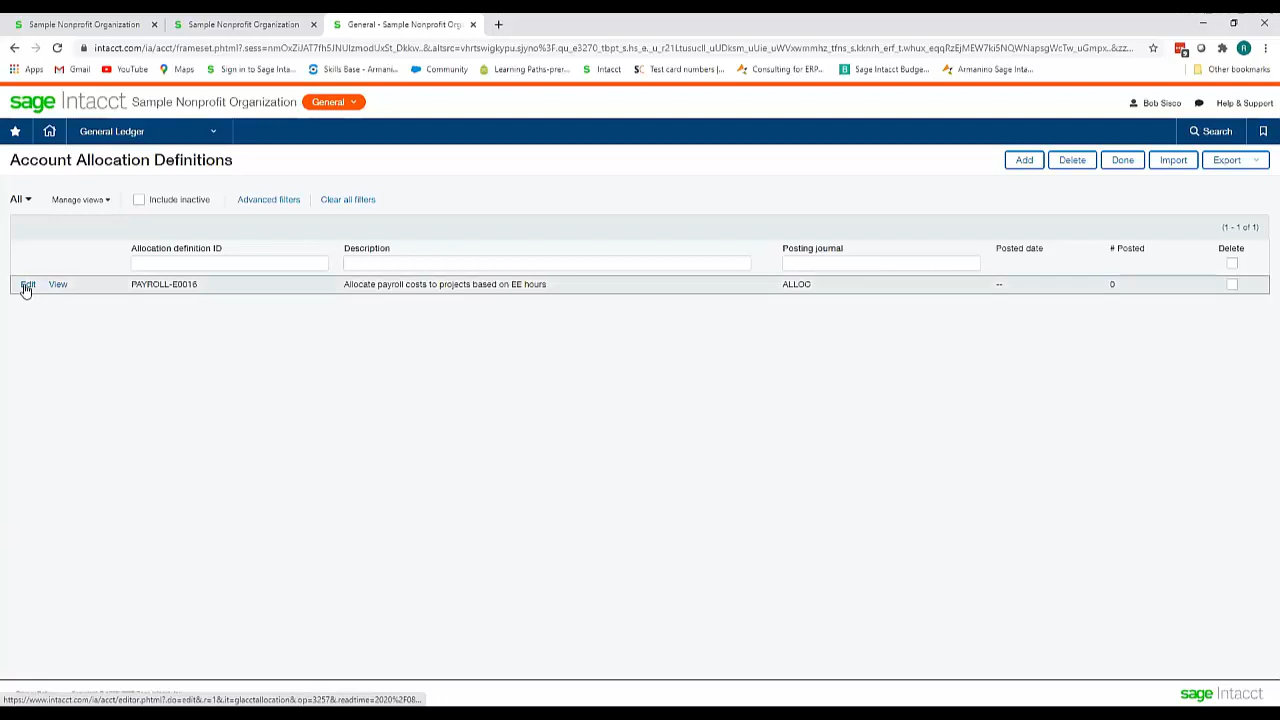 Sample Nonprofit Organization
Sample Nonprofit Organization
General - Sample Nonprofit Org...
Apps
Gmail
YouTube
Maps
Sign in to Sage Inta...
Skills Base - Armani...
Community
Learning Paths-prer...
Intacct
Test card numbers |...
Consulting for ERP...
Sage Intacct Budge...
Armanino Sage Inta...
Other bookmarks
sage Intacct Sample Nonprofit Organization General
Bob Sisco
Help & Support
General Ledger
Search
Account Allocation Definitions
Add
Delete
Done
Import
Export
All
Manage views
Include inactive
Advanced filters
Clear all filters
(1 - 1 of 1)
Allocation definition ID
Description
Posting journal
Posted date
# Posted
Delete
Edit View PAYROLL-E0016 Allocate payroll costs to projects based on EE hours ALLOC -- 0
sage Intacct